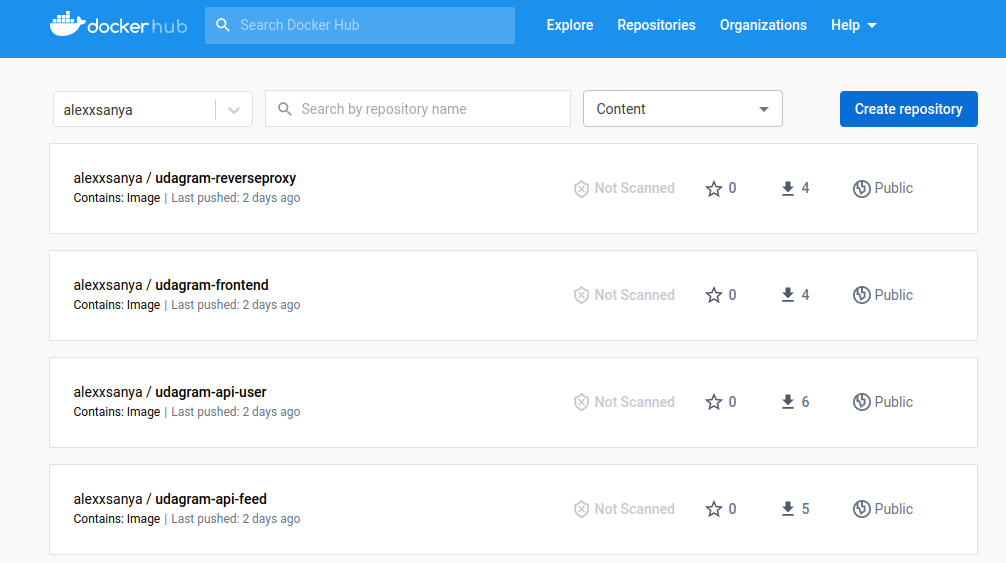 dockerhub
Search Docker Hub
Explore
Repositories
Organizations
Help
alexxsanya
Search by repository name
Content
Create repository
alexxsanya / udagram-reverseproxy
Contains: Image | Last pushed: 2 days ago
Not Scanned
0
4
Public
alexxsanya / udagram-frontend
Contains: Image | Last pushed: 2 days ago
Not Scanned
0
4
Public
alexxsanya / udagram-api-user
Contains: Image | Last pushed: 2 days ago
Not Scanned
0
6
Public
alexxsanya / udagram-api-feed
Contains: Image | Last pushed: 2 days ago
Not Scanned
0
5
Public